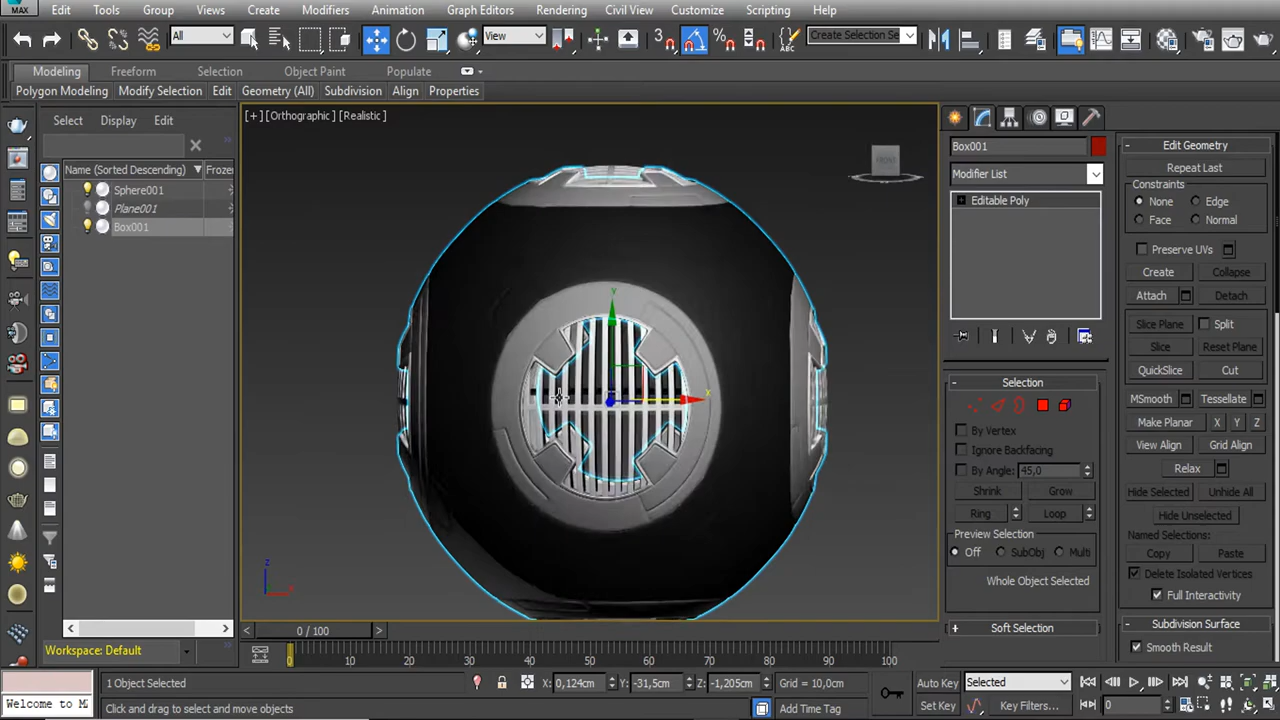 MAX
Edit Tools Group Views Create Modifiers Animation Graph Editors Rendering Civil View Customize Scripting Help
All View Create Selection Se
Modeling Freeform Selection Object Paint Populate
Polygon Modeling Modify Selection Edit Geometry (All) Subdivision Align Properties
Select Display Edit
Name (Sorted Descending) Frozen
Sphere001
Plane001
Box001
[+] [Orthographic] [Realistic]
FRONT
Y
X
Z
Box001
Modifier List
Editable Poly
Selection
By Vertex
Ignore Backfacing
By Angle: 45,0
Shrink Grow
Ring Loop
Preview Selection
Off SubObj Multi
Whole Object Selected
Soft Selection
Edit Geometry
Repeat Last
Constraints
None Edge
Face Normal
Preserve UVs
Create Collapse
Attach Detach
Slice Plane Split
Slice Reset Plane
QuickSlice Cut
MSmooth Tessellate
Make Planar X Y Z
View Align Grid Align
Relax
Hide Selected Unhide All
Hide Unselected
Named Selections:
Copy Paste
Delete Isolated Vertices
Full Interactivity
Subdivision Surface
Smooth Result
0 / 100
Workspace: Default
0 10 20 30 40 50 60 70 80 90 100
1 Object Selected X: 0,124cm Y: -31,5cm Z: -1,205cm Grid = 10,0cm Auto Key Selected
Welcome to M Click and drag to select and move objects Add Time Tag Set Key Key Filters... 0